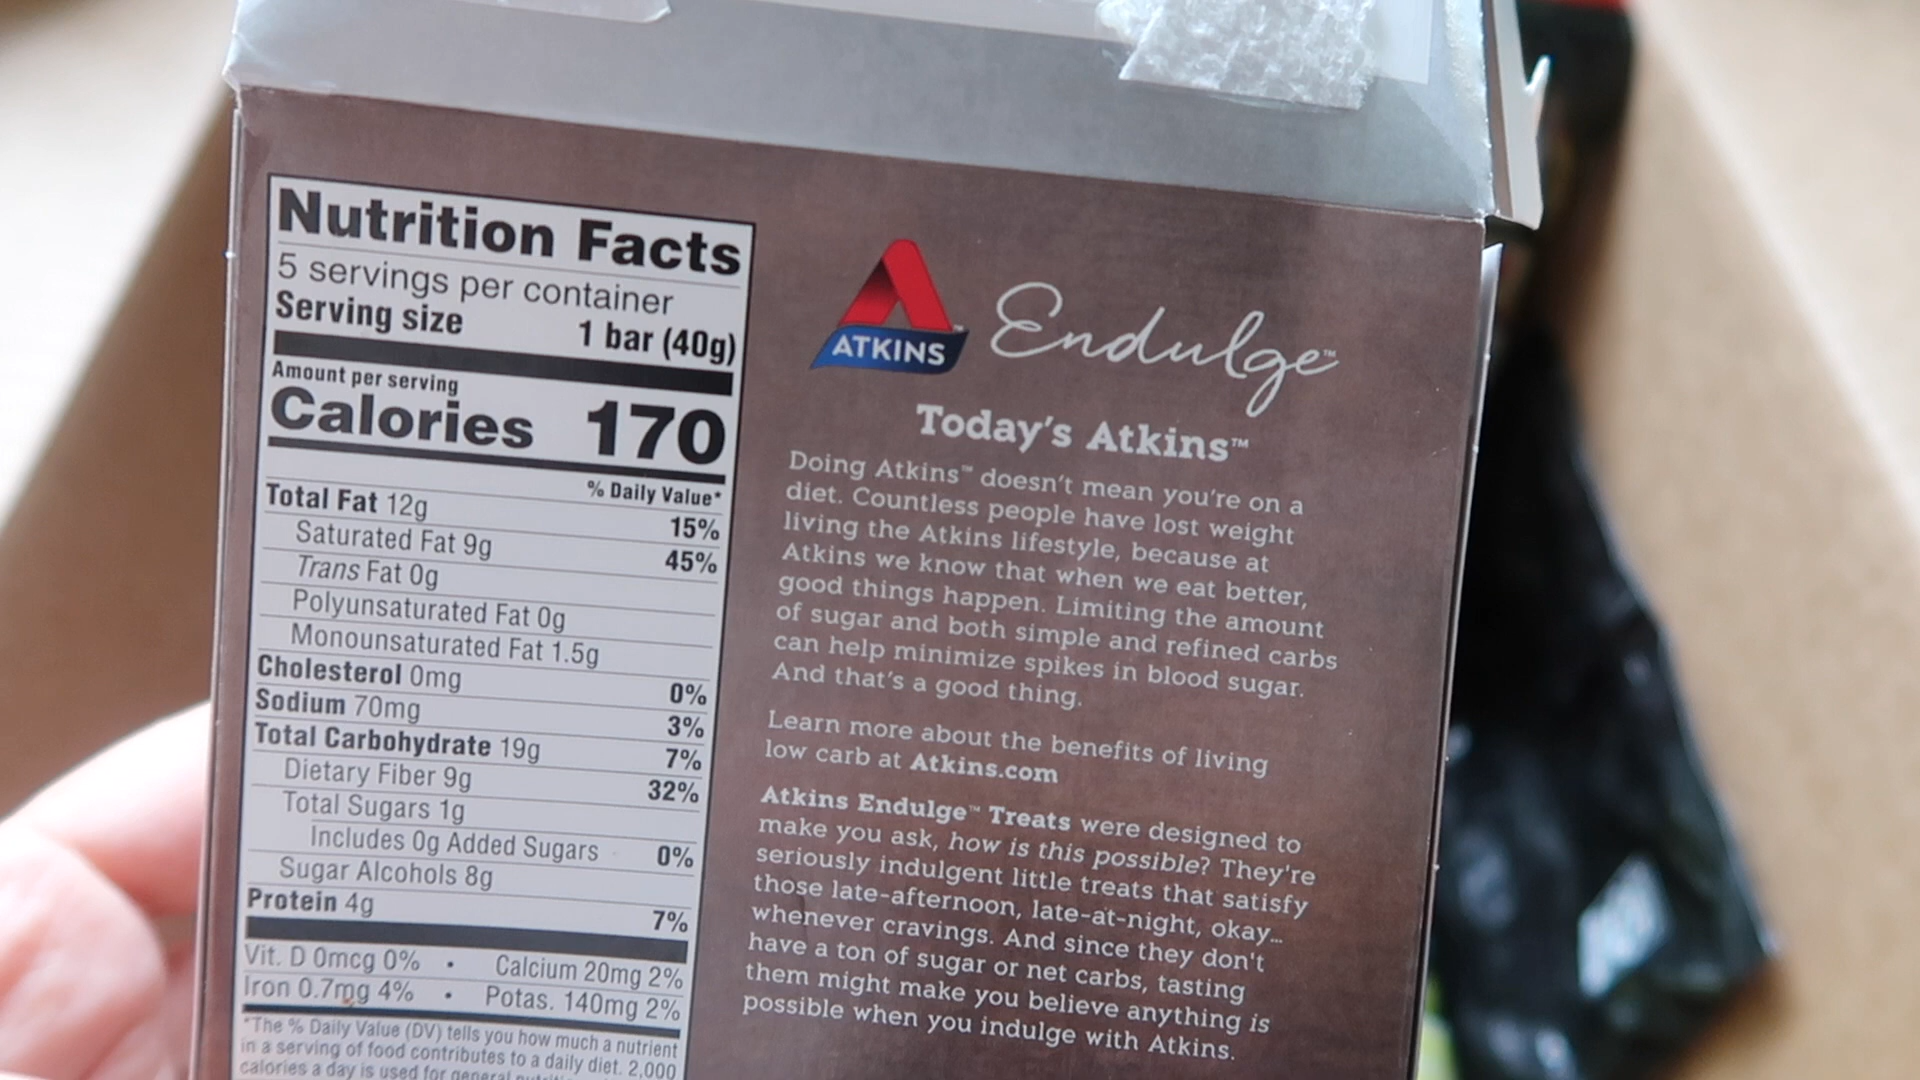 Nutrition Facts
5 servings per container
Serving size 1 bar (40g)
Amount per serving
Calories 170
% Daily Value*
Total Fat 12g 15%
Saturated Fat 9g 45%
Trans Fat 0g
Polyunsaturated Fat 0g
Monounsaturated Fat 1.5g
Cholesterol 0mg 0%
Sodium 70mg 3%
Total Carbohydrate 19g 7%
Dietary Fiber 9g 32%
Total Sugars 1g
Includes 0g Added Sugars 0%
Sugar Alcohols 8g
Protein 4g 7%
Vit. D 0mcg 0% • Calcium 20mg 2%
Iron 0.7mg 4% • Potas. 140mg 2%
*The % Daily Value (DV) tells you how much a nutrient
in a serving of food contributes to a daily diet. 2,000
calories a day is used for general
ATKINS™ Endulge™
Today's Atkins™
Doing Atkins™ doesn't mean you're on a
diet. Countless people have lost weight
living the Atkins lifestyle, because at
Atkins we know that when we eat better,
good things happen. Limiting the amount
of sugar and both simple and refined carbs
can help minimize spikes in blood sugar.
And that's a good thing.
Learn more about the benefits of living
low carb at Atkins.com
Atkins Endulge™ Treats were designed to
make you ask, how is this possible? They're
seriously indulgent little treats that satisfy
those late-afternoon, late-at-night, okay...
whenever cravings. And since they don't
have a ton of sugar or net carbs, tasting
them might make you believe anything is
possible when you indulge with Atkins.